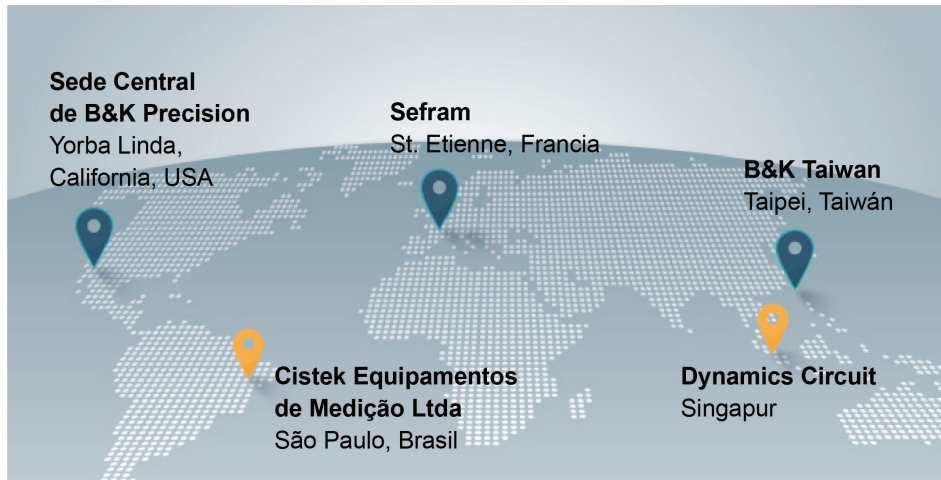 Sede Central
de B&K Precision
Yorba Linda,
California, USA
Sefram
St. Etienne, Francia
B&K Taiwan
Taipei, Taiwán
Cistek Equipamentos
de Medição Ltda
São Paulo, Brasil
Dynamics Circuit
Singapur